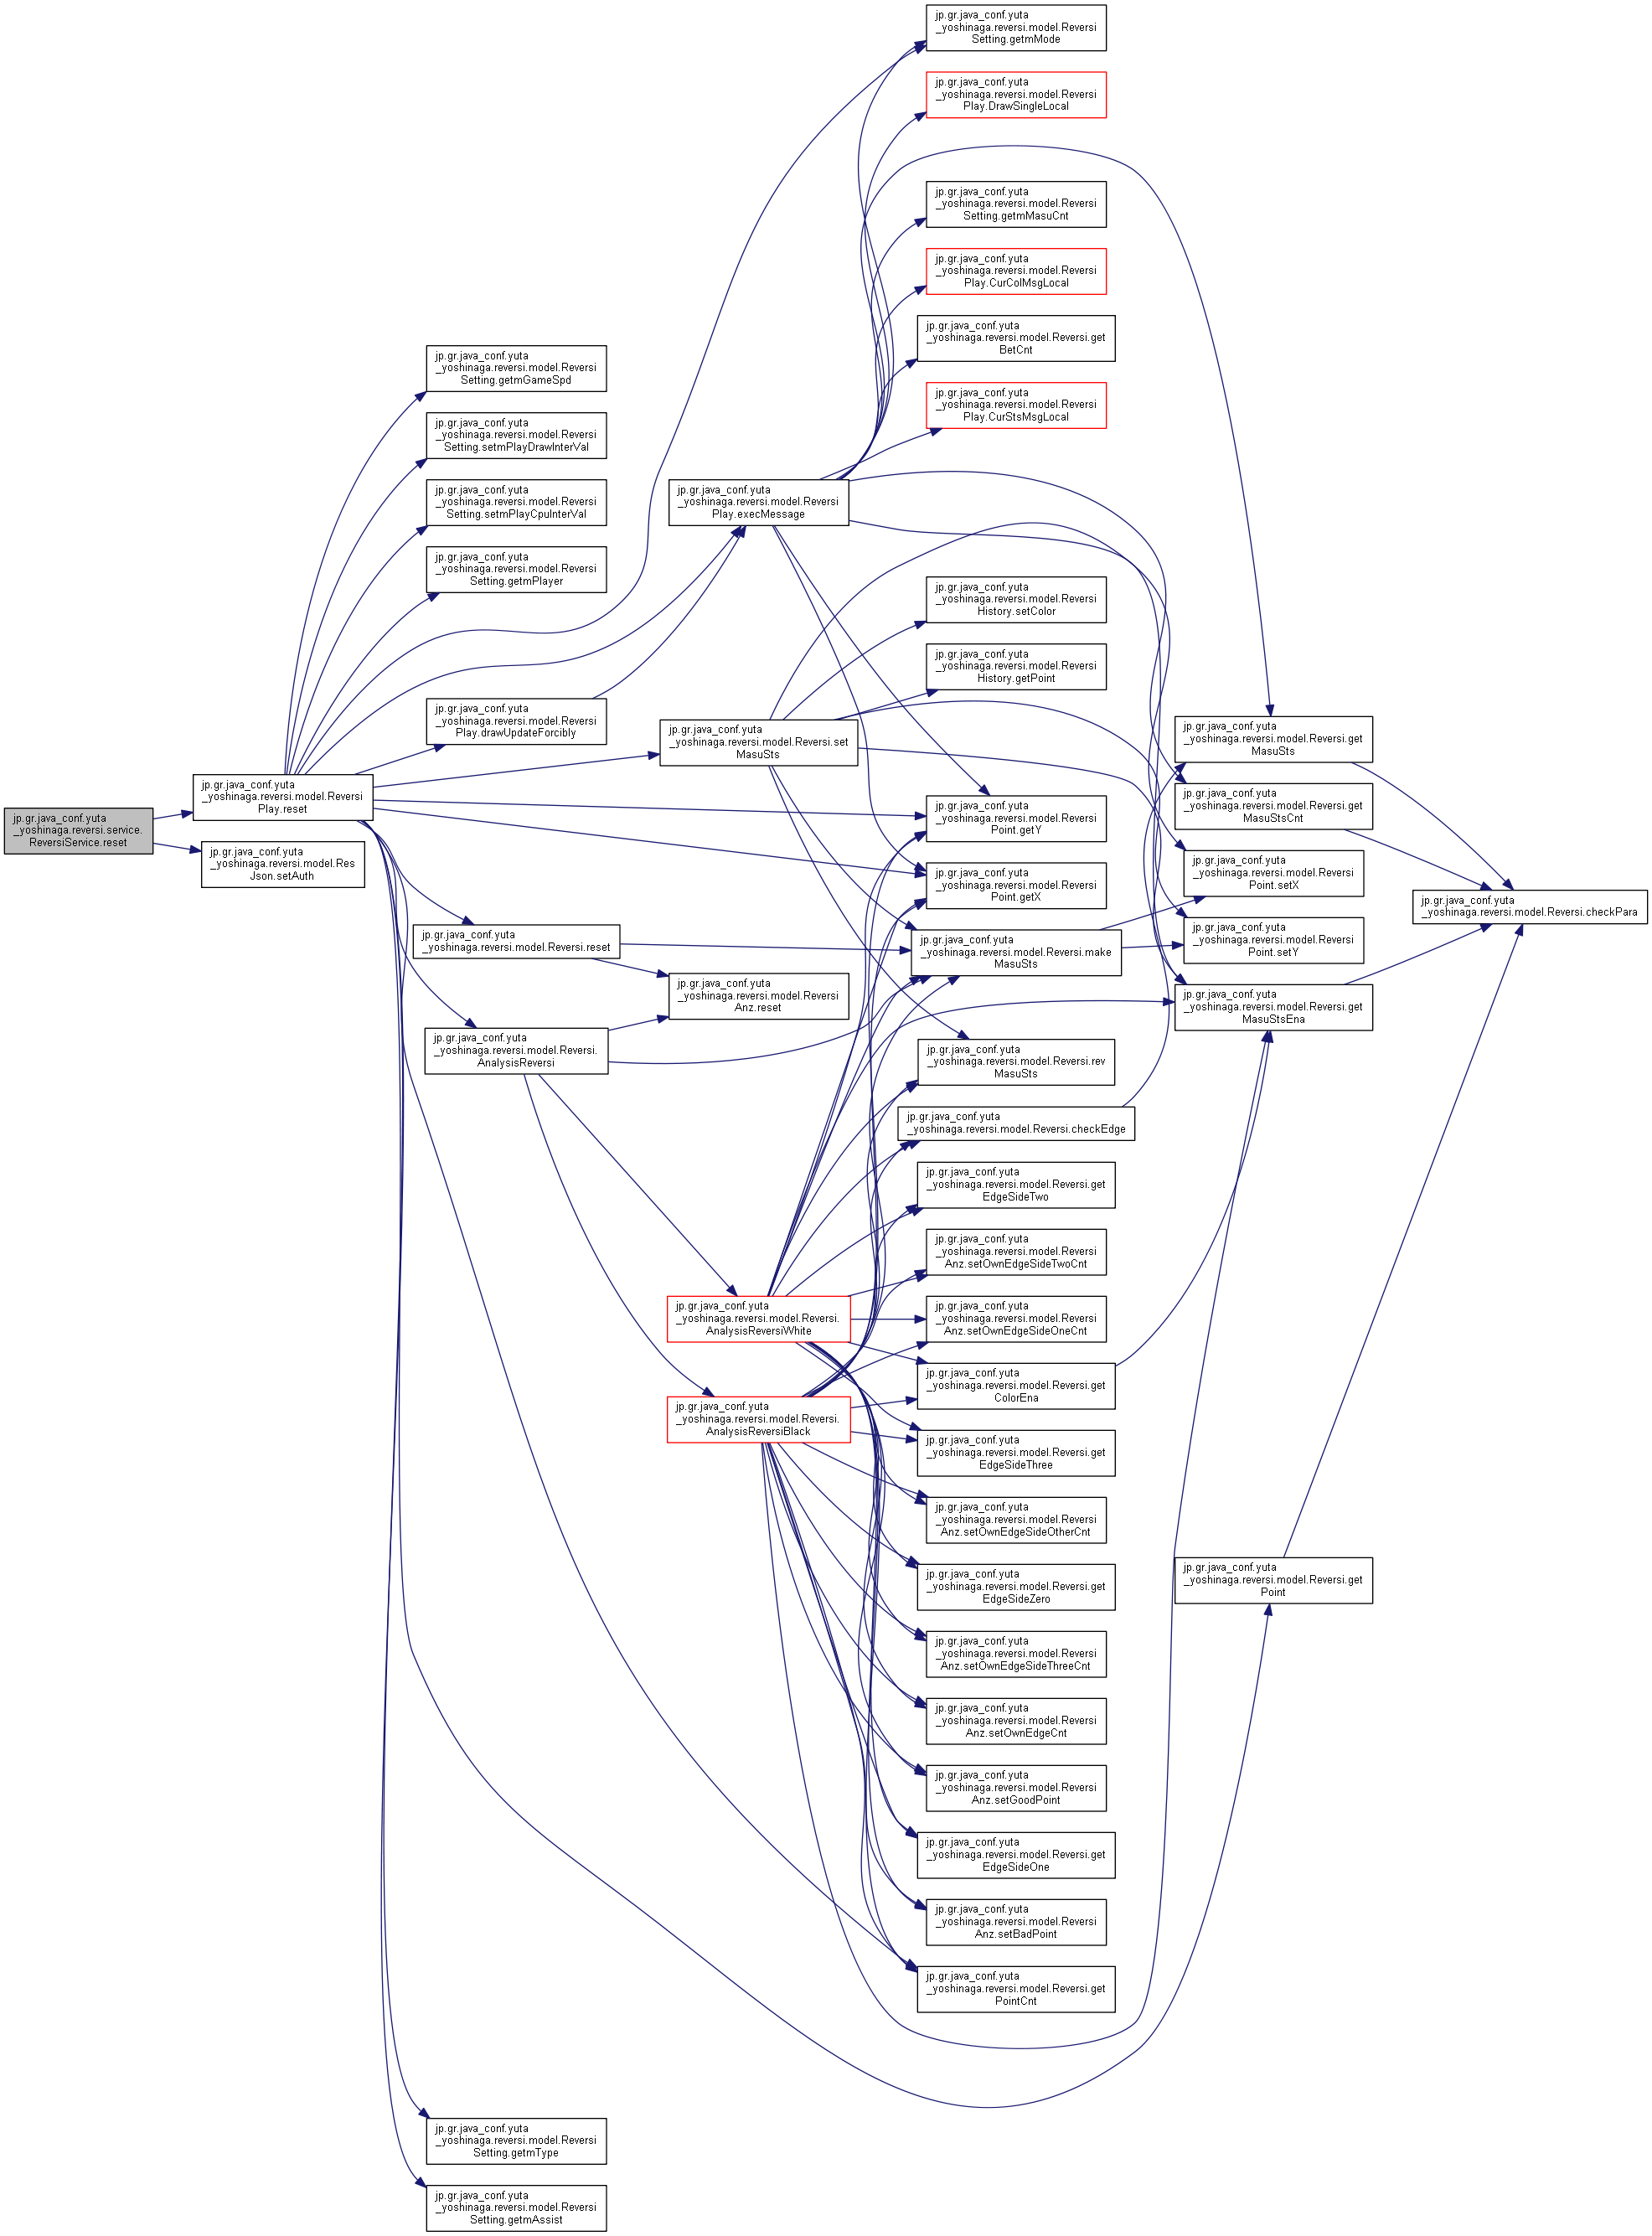 jp.gr.java_conf.yuta
_yoshinaga.reversi.service.
ReversiService.reset
jp.gr.java_conf.yuta
_yoshinaga.reversi.model.Reversi
Play.reset
jp.gr.java_conf.yuta
_yoshinaga.reversi.model.Res
Json.setAuth
jp.gr.java_conf.yuta
_yoshinaga.reversi.model.Reversi
Setting.getmGameSpd
jp.gr.java_conf.yuta
_yoshinaga.reversi.model.Reversi
Setting.setmPlayDrawInterVal
jp.gr.java_conf.yuta
_yoshinaga.reversi.model.Reversi
Setting.setmPlayCpuInterVal
jp.gr.java_conf.yuta
_yoshinaga.reversi.model.Reversi
Setting.getmPlayer
jp.gr.java_conf.yuta
_yoshinaga.reversi.model.Reversi
Play.drawUpdateForcibly
jp.gr.java_conf.yuta
_yoshinaga.reversi.model.Reversi.reset
jp.gr.java_conf.yuta
_yoshinaga.reversi.model.Reversi.
AnalysisReversi
jp.gr.java_conf.yuta
_yoshinaga.reversi.model.Reversi
Setting.getmType
jp.gr.java_conf.yuta
_yoshinaga.reversi.model.Reversi
Setting.getmAssist
jp.gr.java_conf.yuta
_yoshinaga.reversi.model.Reversi
Play.execMessage
jp.gr.java_conf.yuta
_yoshinaga.reversi.model.Reversi.set
MasuSts
jp.gr.java_conf.yuta
_yoshinaga.reversi.model.Reversi
Anz.reset
jp.gr.java_conf.yuta
_yoshinaga.reversi.model.Reversi.
AnalysisReversiWhite
jp.gr.java_conf.yuta
_yoshinaga.reversi.model.Reversi.
AnalysisReversiBlack
jp.gr.java_conf.yuta
_yoshinaga.reversi.model.Reversi
Setting.getmMode
jp.gr.java_conf.yuta
_yoshinaga.reversi.model.Reversi
Play.DrawSingleLocal
jp.gr.java_conf.yuta
_yoshinaga.reversi.model.Reversi
Setting.getmMasuCnt
jp.gr.java_conf.yuta
_yoshinaga.reversi.model.Reversi
Play.CurColMsgLocal
jp.gr.java_conf.yuta
_yoshinaga.reversi.model.Reversi.get
BetCnt
jp.gr.java_conf.yuta
_yoshinaga.reversi.model.Reversi
Play.CurStsMsgLocal
jp.gr.java_conf.yuta
_yoshinaga.reversi.model.Reversi
History.setColor
jp.gr.java_conf.yuta
_yoshinaga.reversi.model.Reversi
History.getPoint
jp.gr.java_conf.yuta
_yoshinaga.reversi.model.Reversi
Point.getY
jp.gr.java_conf.yuta
_yoshinaga.reversi.model.Reversi
Point.getX
jp.gr.java_conf.yuta
_yoshinaga.reversi.model.Reversi.make
MasuSts
jp.gr.java_conf.yuta
_yoshinaga.reversi.model.Reversi.rev
MasuSts
jp.gr.java_conf.yuta
_yoshinaga.reversi.model.Reversi.checkEdge
jp.gr.java_conf.yuta
_yoshinaga.reversi.model.Reversi.get
EdgeSideTwo
jp.gr.java_conf.yuta
_yoshinaga.reversi.model.Reversi
Anz.setOwnEdgeSideTwoCnt
jp.gr.java_conf.yuta
_yoshinaga.reversi.model.Reversi
Anz.setOwnEdgeSideOneCnt
jp.gr.java_conf.yuta
_yoshinaga.reversi.model.Reversi.get
ColorEna
jp.gr.java_conf.yuta
_yoshinaga.reversi.model.Reversi.get
EdgeSideThree
jp.gr.java_conf.yuta
_yoshinaga.reversi.model.Reversi
Anz.setOwnEdgeSideOtherCnt
jp.gr.java_conf.yuta
_yoshinaga.reversi.model.Reversi.get
EdgeSideZero
jp.gr.java_conf.yuta
_yoshinaga.reversi.model.Reversi
Anz.setOwnEdgeSideThreeCnt
jp.gr.java_conf.yuta
_yoshinaga.reversi.model.Reversi
Anz.setOwnEdgeCnt
jp.gr.java_conf.yuta
_yoshinaga.reversi.model.Reversi
Anz.setGoodPoint
jp.gr.java_conf.yuta
_yoshinaga.reversi.model.Reversi.get
EdgeSideOne
jp.gr.java_conf.yuta
_yoshinaga.reversi.model.Reversi
Anz.setBadPoint
jp.gr.java_conf.yuta
_yoshinaga.reversi.model.Reversi.get
PointCnt
jp.gr.java_conf.yuta
_yoshinaga.reversi.model.Reversi.get
MasuSts
jp.gr.java_conf.yuta
_yoshinaga.reversi.model.Reversi.get
MasuStsCnt
jp.gr.java_conf.yuta
_yoshinaga.reversi.model.Reversi
Point.setX
jp.gr.java_conf.yuta
_yoshinaga.reversi.model.Reversi
Point.setY
jp.gr.java_conf.yuta
_yoshinaga.reversi.model.Reversi.get
MasuStsEna
jp.gr.java_conf.yuta
_yoshinaga.reversi.model.Reversi.get
Point
jp.gr.java_conf.yuta
_yoshinaga.reversi.model.Reversi.checkPara